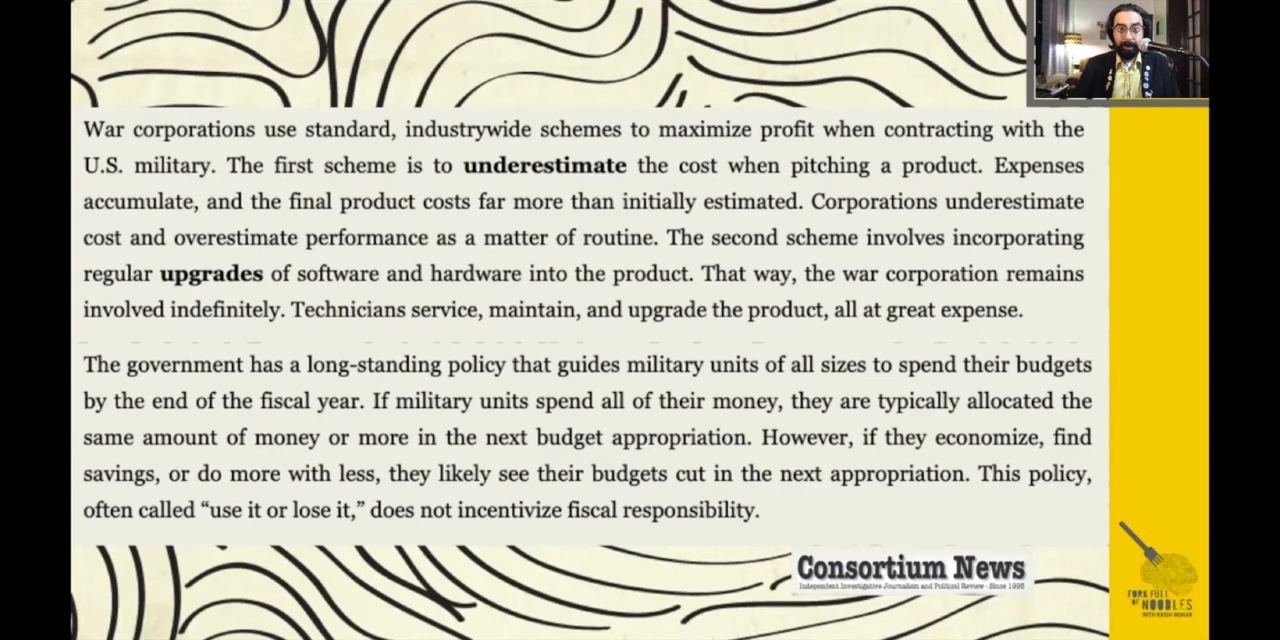 War corporations use standard, industrywide schemes to maximize profit when contracting with the
U.S. military. The first scheme is to underestimate the cost when pitching a product. Expenses
accumulate, and the final product costs far more than initially estimated. Corporations underestimate
cost and overestimate performance as a matter of routine. The second scheme involves incorporating
regular upgrades of software and hardware into the product. That way, the war corporation remains
involved indefinitely. Technicians service, maintain, and upgrade the product, all at great expense.
The government has a long-standing policy that guides military units of all sizes to spend their budgets
by the end of the fiscal year. If military units spend all of their money, they are typically allocated the
same amount of money or more in the next budget appropriation. However, if they economize, find
savings, or do more with less, they likely see their budgets cut in the next appropriation. This policy,
often called “use it or lose it,” does not incentivize fiscal responsibility.
Consortium News
Independent Investigative Journalism and Political Review - Since 1995
FORK FULL
OF NOODLES
WITH KRISH MOHAN